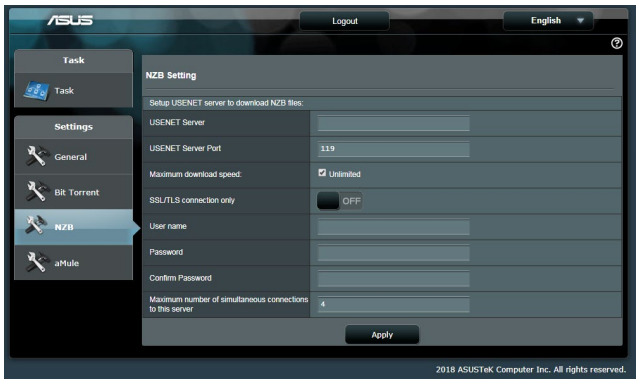 ASUS
Logout
English
?
Task
Task
Settings
General
Bit Torrent
NZB
aMule
NZB Setting
Setup USENET server to download NZB files:
USENET Server
USENET Server Port
119
Maximum download speed:
Unlimited
SSL/TLS connection only
OFF
User name
Password
Confirm Password
Maximum number of simultaneous connections
to this server
4
Apply
2018 ASUSTeK Computer Inc. All rights reserved.